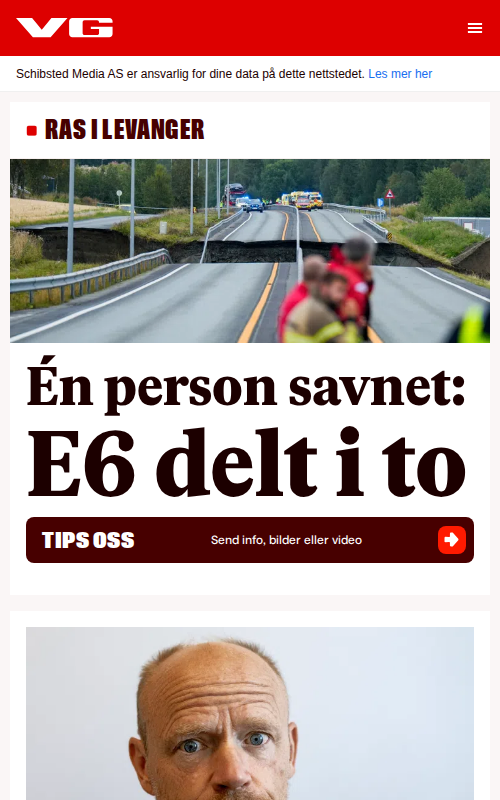 VG
Schibsted Media AS er ansvarlig for dine data på dette nettstedet. Les mer her
RAS I LEVANGER
Én person savnet:
E6 delt i to
TIPS OSS
Send info, bilder eller video